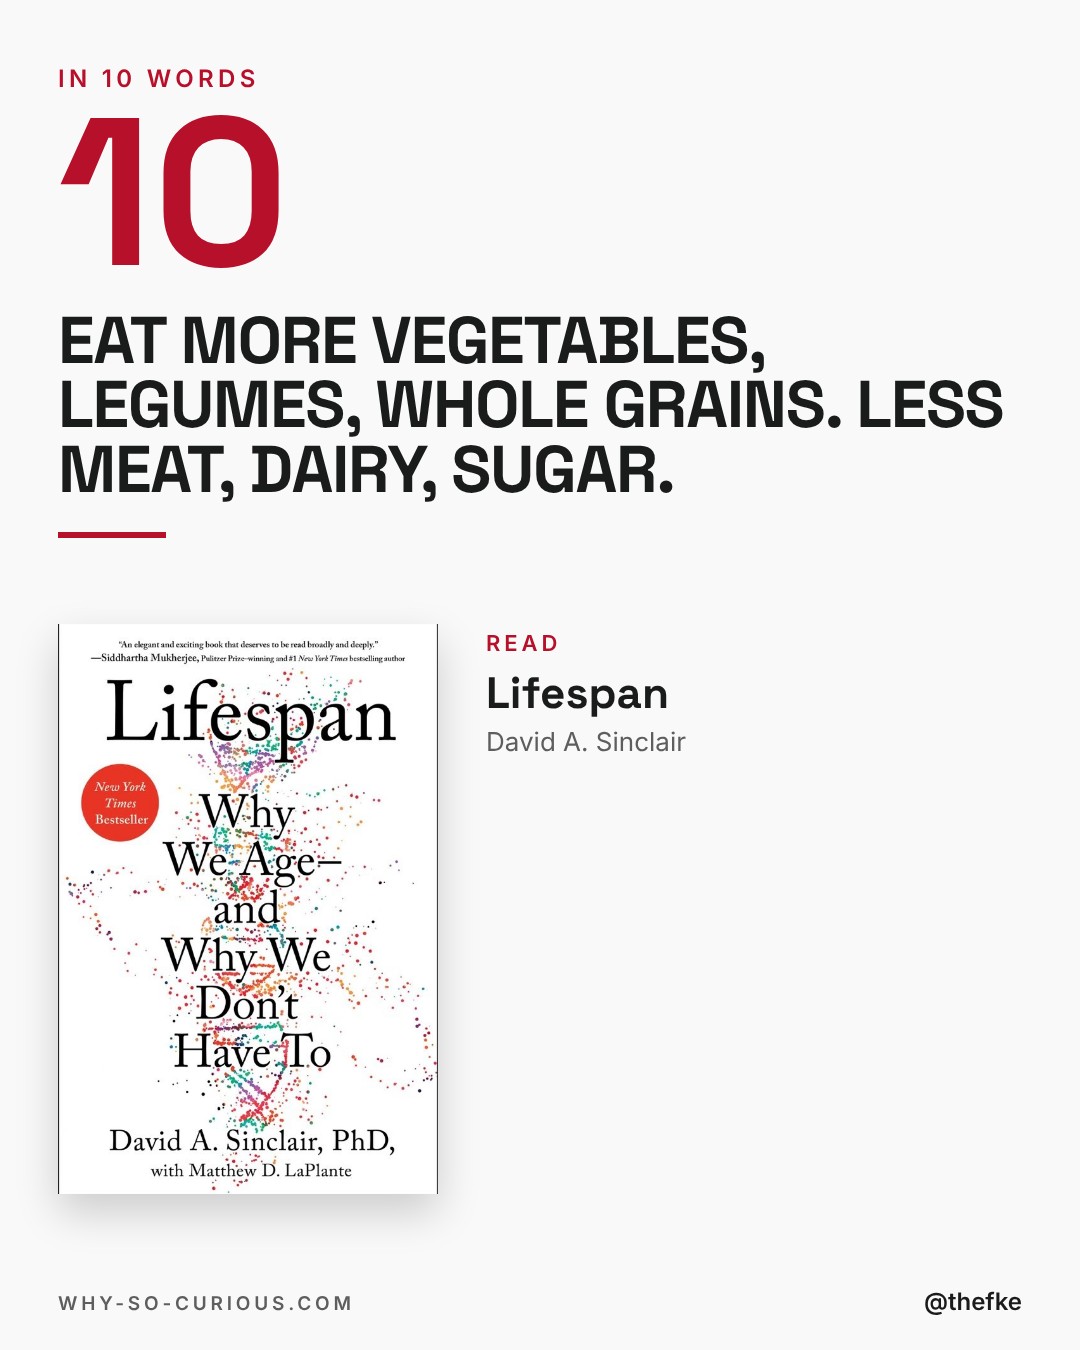 IN 10 WORDS
10
EAT MORE VEGETABLES,
LEGUMES, WHOLE GRAINS. LESS
MEAT, DAIRY, SUGAR.
"An elegant and exciting book that deserves to be read broadly and deeply."
—Siddhartha Mukherjee, Pulitzer Prize–winning and #1 New York Times bestselling author
Lifespan
New York
Times
Bestseller
Why
We Age—
and
Why We
Don't
Have To
David A. Sinclair, PhD,
with Matthew D. LaPlante
READ
Lifespan
David A. Sinclair
WHY-SO-CURIOUS.COM
@thefke